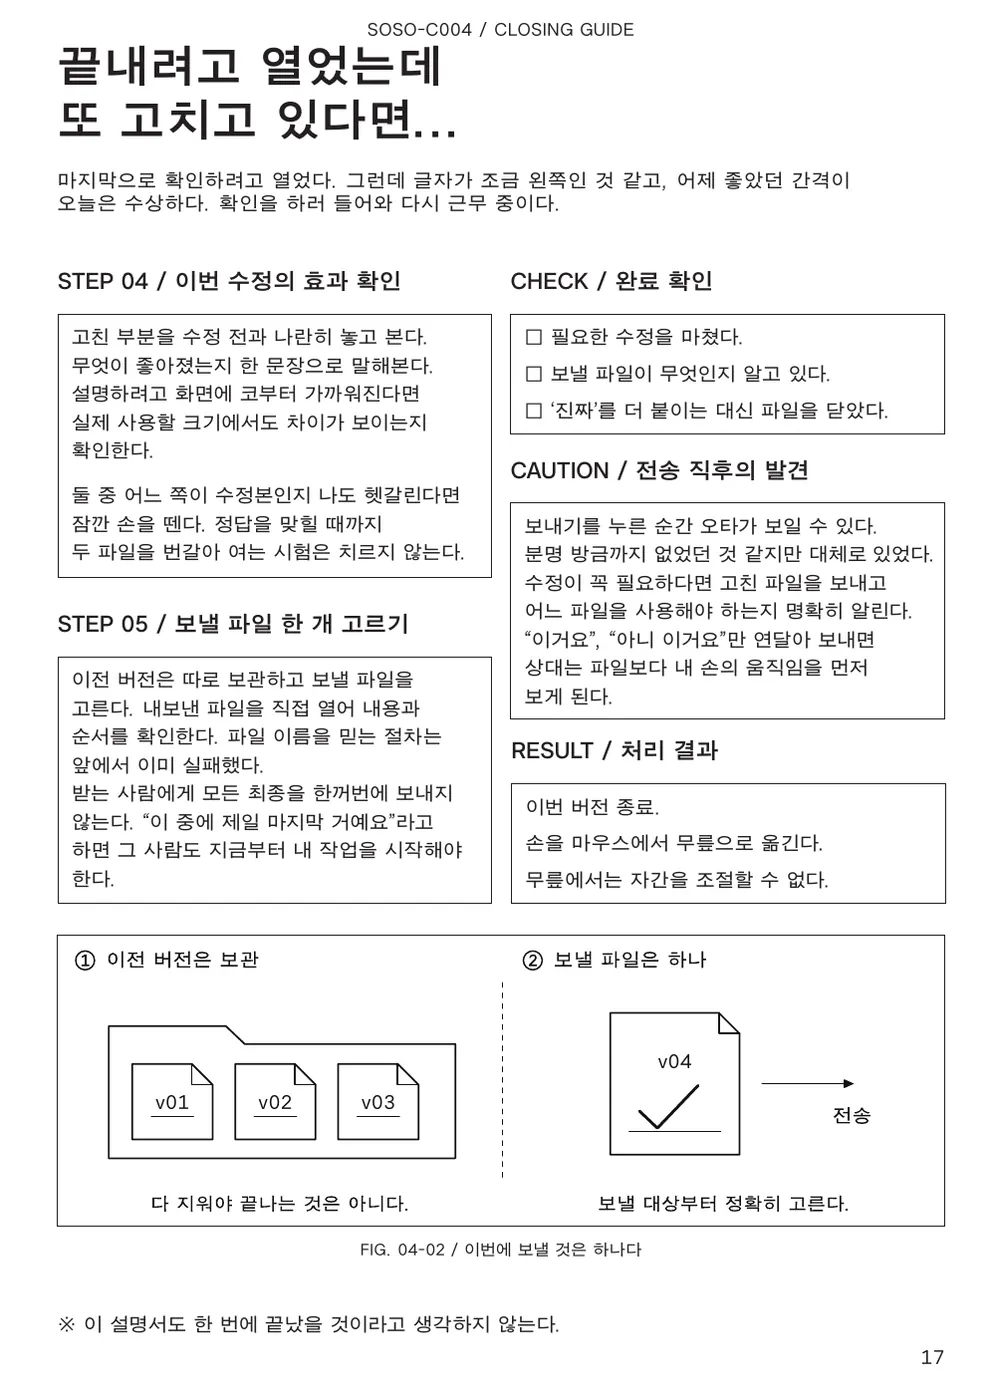 SOSO-C004 / CLOSING GUIDE
끝내려고 열었는데
또 고치고 있다면...
마지막으로 확인하려고 열었다. 그런데 글자가 조금 왼쪽인 것 같고, 어제 좋았던 간격이
오늘은 수상하다. 확인을 하러 들어와 다시 근무 중이다.
STEP 04 / 이번 수정의 효과 확인
고친 부분을 수정 전과 나란히 놓고 본다.
무엇이 좋아졌는지 한 문장으로 말해본다.
설명하려고 화면에 코부터 가까워진다면
실제 사용할 크기에서도 차이가 보이는지
확인한다.
둘 중 어느 쪽이 수정본인지 나도 헷갈린다면
잠깐 손을 뗀다. 정답을 맞힐 때까지
두 파일을 번갈아 여는 시험은 치르지 않는다.
STEP 05 / 보낼 파일 한 개 고르기
이전 버전은 따로 보관하고 보낼 파일을
고른다. 내보낸 파일을 직접 열어 내용과
순서를 확인한다. 파일 이름을 믿는 절차는
앞에서 이미 실패했다.
받는 사람에게 모든 최종을 한꺼번에 보내지
않는다. “이 중에 제일 마지막 거예요”라고
하면 그 사람도 지금부터 내 작업을 시작해야
한다.
CHECK / 완료 확인
□ 필요한 수정을 마쳤다.
□ 보낼 파일이 무엇인지 알고 있다.
□ ‘진짜’를 더 붙이는 대신 파일을 닫았다.
CAUTION / 전송 직후의 발견
보내기를 누른 순간 오타가 보일 수 있다.
분명 방금까지 없었던 것 같지만 대체로 있었다.
수정이 꼭 필요하다면 고친 파일을 보내고
어느 파일을 사용해야 하는지 명확히 알린다.
“이거요”, “아니 이거요”만 연달아 보내면
상대는 파일보다 내 손의 움직임을 먼저
보게 된다.
RESULT / 처리 결과
이번 버전 종료.
손을 마우스에서 무릎으로 옮긴다.
무릎에서는 자간을 조절할 수 없다.
① 이전 버전은 보관
v01 v02 v03
다 지워야 끝나는 것은 아니다.
② 보낼 파일은 하나
v04
전송
보낼 대상부터 정확히 고른다.
FIG. 04-02 / 이번에 보낼 것은 하나다
※ 이 설명서도 한 번에 끝났을 것이라고 생각하지 않는다.
17